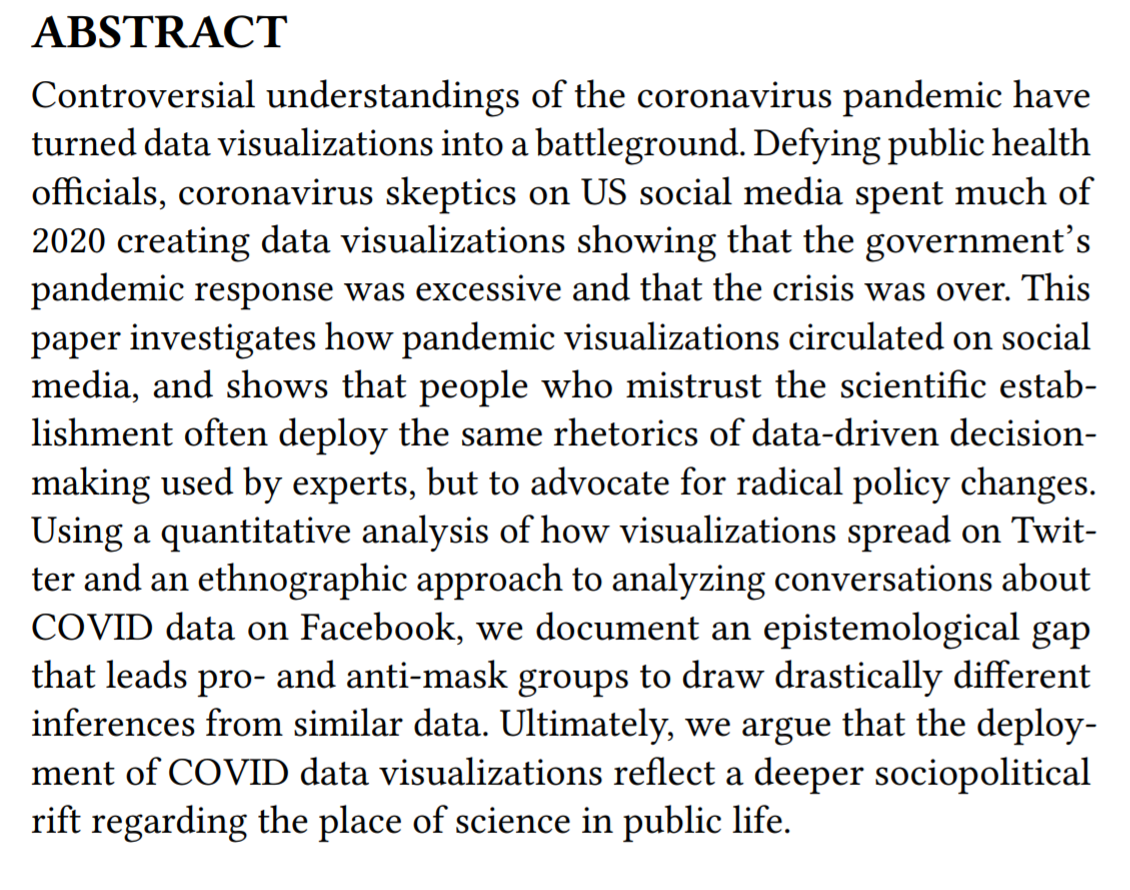 ABSTRACT
Controversial understandings of the coronavirus pandemic have
turned data visualizations into a battleground. Defying public health
officials, coronavirus skeptics on US social media spent much of
2020 creating data visualizations showing that the government's
pandemic response was excessive and that the crisis was over. This
paper investigates how pandemic visualizations circulated on social
media, and shows that people who mistrust the scientific estab-
lishment often deploy the same rhetorics of data-driven decision-
making used by experts, but to advocate for radical policy changes.
Using a quantitative analysis of how visualizations spread on Twit-
ter and an ethnographic approach to analyzing conversations about
COVID data on Facebook, we document an epistemological gap
that leads pro- and anti-mask groups to draw drastically different
inferences from similar data. Ultimately, we argue that the deploy-
ment of COVID data visualizations reflect a deeper sociopolitical
rift regarding the place of science in public life.